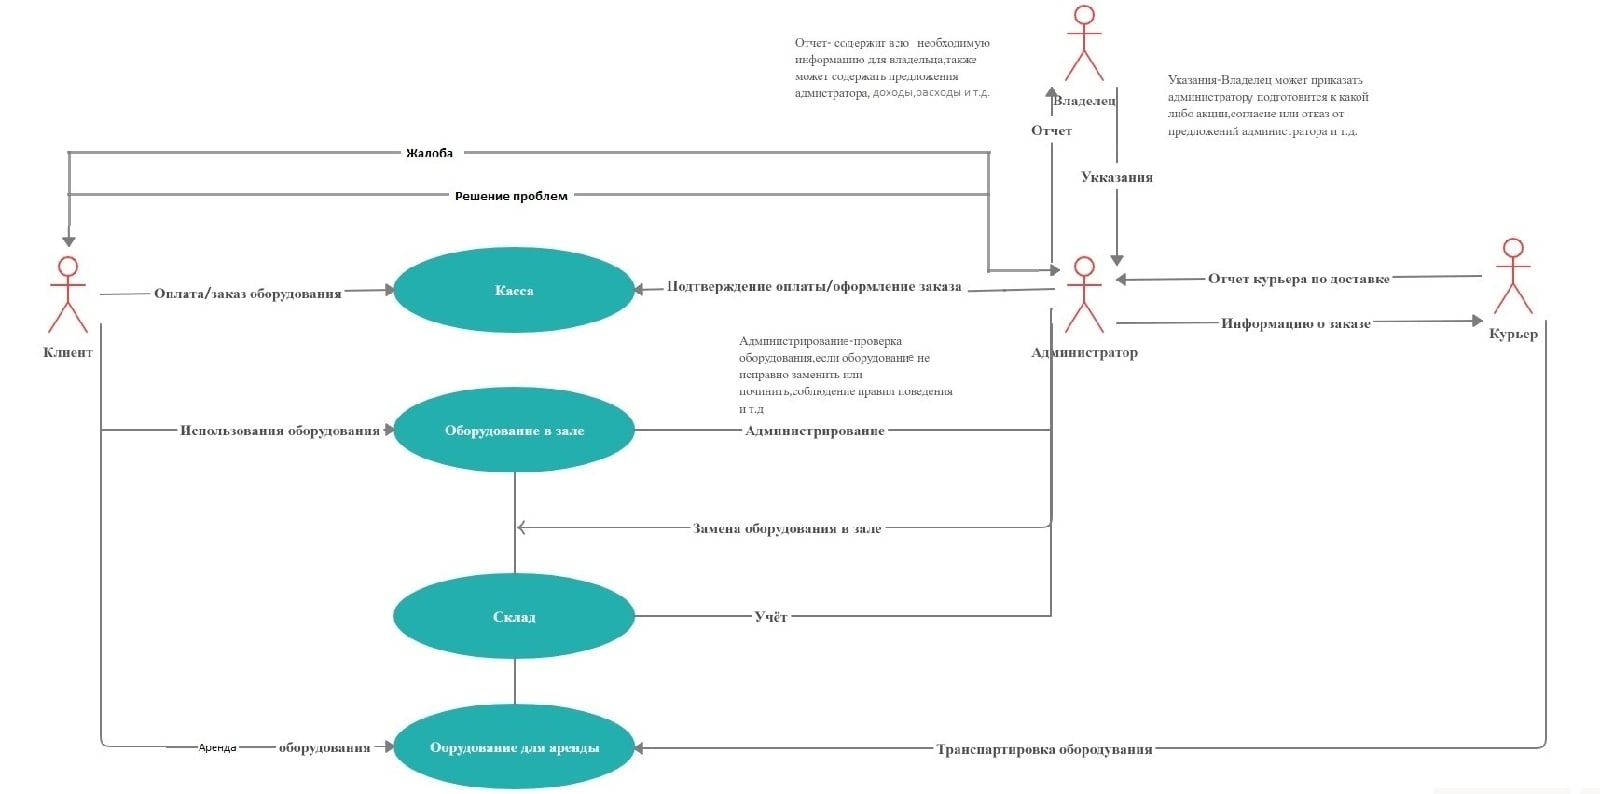 Отчет- содержит всю необходимую
информацию для владельца,также
может содержать предложения
адмистратора, доходы,расходы и т.д.
Указания-Владелец может приказать
администратору подготовится к какой
либо акции,согласие или отказ от
предложений администратора и т.д.
Владелец
Отчет
Жалоба
Укказания
Решение проблем
Оплата/заказ оборудования
Касса
Подтверждение оплаты/оформление заказа
Отчет курьера по доставке
Информацию о заказе
Курьер
Клиент
Администратор
Администрирование-проверка
оборудования,если оборудование не
исправно заменить или
починить,соблюдение правил поведения
и т.д
Использования оборудования
Оборудование в зале
Администрирование
Замена оборудования в зале
Склад
Учёт
Аренда оборудования
Оорудование для аренды
Транспартировка обородувания